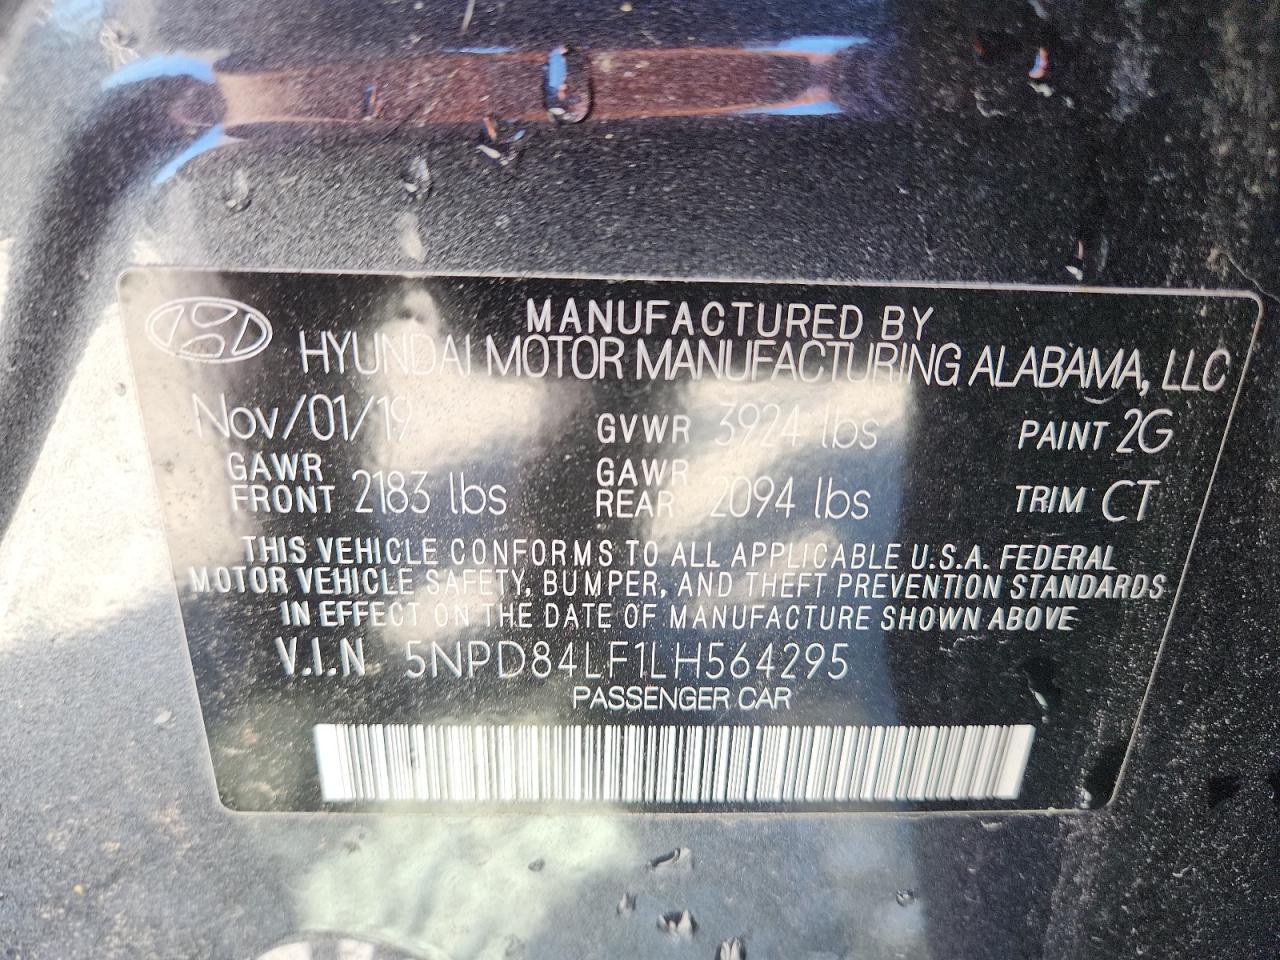 MANUFACTURED BY
HYUNDAI MOTOR MANUFACTURING ALABAMA, LLC
Nov/01/19 GVWR 3924 lbs PAINT 2G
GAWR FRONT 2183 lbs GAWR REAR 2094 lbs TRIM CT
THIS VEHICLE CONFORMS TO ALL APPLICABLE U.S.A. FEDERAL
MOTOR VEHICLE SAFETY, BUMPER, AND THEFT PREVENTION STANDARDS
IN EFFECT ON THE DATE OF MANUFACTURE SHOWN ABOVE
V.I.N 5NPD84LF1LH564295
PASSENGER CAR